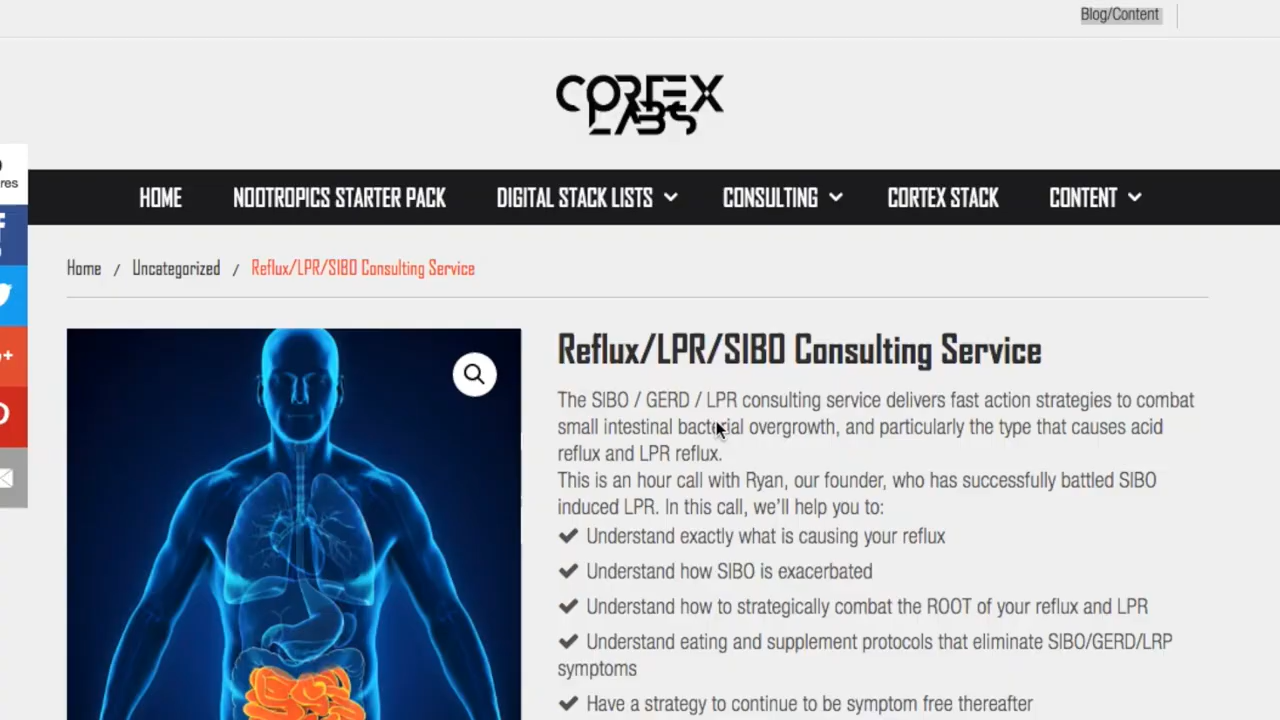 Blog/Content
CORTEX
LABS
res
HOME NOOTROPICS STARTER PACK DIGITAL STACK LISTS CONSULTING CORTEX STACK CONTENT
Home / Uncategorized / Reflux/LPR/SIBO Consulting Service
Reflux/LPR/SIBO Consulting Service
The SIBO / GERD / LPR consulting service delivers fast action strategies to combat
small intestinal bacterial overgrowth, and particularly the type that causes acid
reflux and LPR reflux.
This is an hour call with Ryan, our founder, who has successfully battled SIBO
induced LPR. In this call, we'll help you to:
Understand exactly what is causing your reflux
Understand how SIBO is exacerbated
Understand how to strategically combat the ROOT of your reflux and LPR
Understand eating and supplement protocols that eliminate SIBO/GERD/LRP
symptoms
Have a strategy to continue to be symptom free thereafter